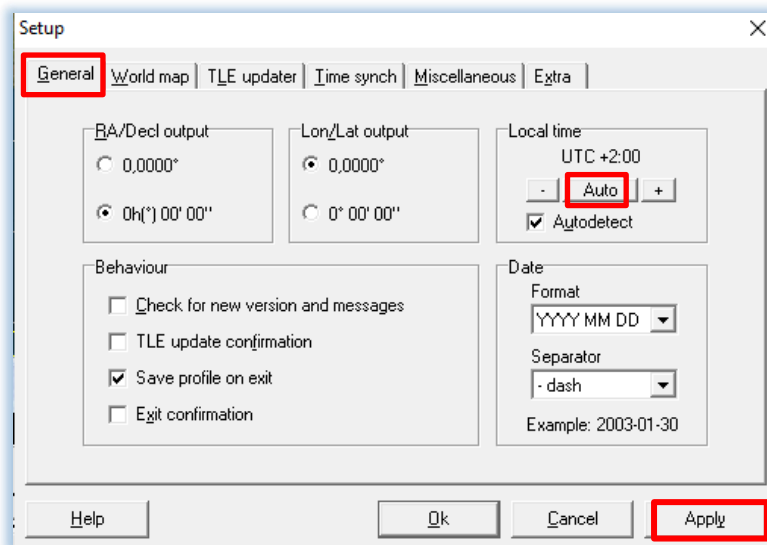 Setup
General
World map
TLE updater
Time synch
Miscellaneous
Extra
RA/Decl output
0,0000°
0h(°) 00' 00''
Lon/Lat output
0,0000°
0° 00' 00''
Local time
UTC +2:00
- Auto +
Autodetect
Behaviour
Check for new version and messages
TLE update confirmation
Save profile on exit
Exit confirmation
Date
Format
YYYY MM DD
Separator
- dash
Example: 2003-01-30
Help
Ok
Cancel
Apply